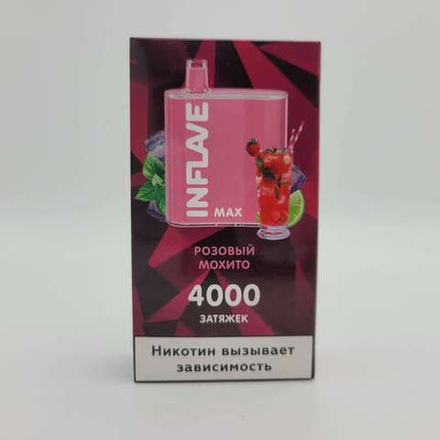 INFLAVE
MAX
РОЗОВЫЙ
МОХИТО
4000
ЗАТЯЖЕК
Никотин вызывает
зависимость